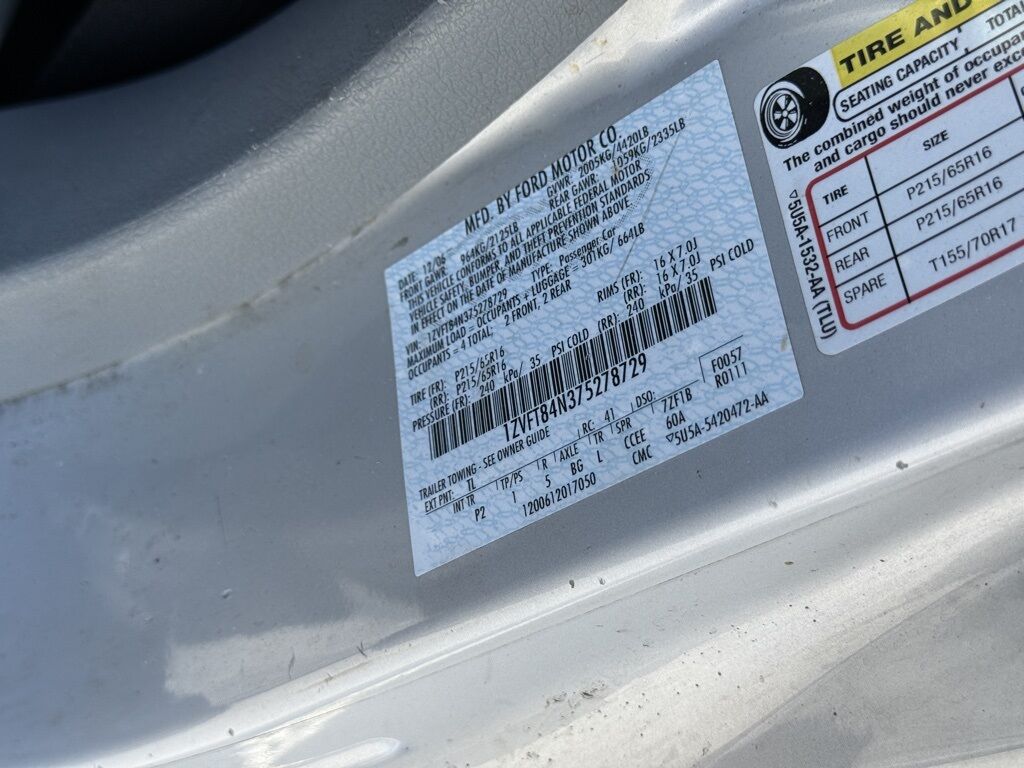 MFD. BY FORD MOTOR CO.
DATE: 12/06 GVWR: 2005KG/4420LB
FRONT GAWR: 964KG/2125LB REAR GAWR: 1059KG/2335LB
THIS VEHICLE CONFORMS TO ALL APPLICABLE FEDERAL MOTOR
VEHICLE SAFETY, BUMPER, AND THEFT PREVENTION STANDARDS
IN EFFECT ON THE DATE OF MANUFACTURE SHOWN ABOVE.
VIN: 1ZVFT84N375278729 TYPE: Passenger Car
MAXIMUM LOAD = OCCUPANTS + LUGGAGE = 301KG/ 664LB
OCCUPANTS = 4 TOTAL: 2 FRONT, 2 REAR
TIRE (FR): P215/65R16 RIMS (FR): 16 X 7.0J
(RR): P215/65R16 (RR): 16 X 7.0J
PRESSURE (FR): 240 kPa/ 35 PSI COLD (RR): 240 kPa/ 35 PSI COLD
1ZVFT84N375278729
TRAILER TOWING - SEE OWNER GUIDE
EXT PNT: TL RC: 41 DSO: F0057
INT TR TP/PS R AXLE TR SPR 7ZF1B R0111
P2 I 5 BG L CCEE 60A
1200612017050 CMC ▽5U5A-5420472-AA
TIRE AND
SEATING CAPACITY TOTA
The combined weight of occupa
and cargo should never exc
TIRE SIZE
FRONT P215/65R16
REAR P215/65R16
SPARE T155/70R17
▽5U5A-1532-AA (TLU)